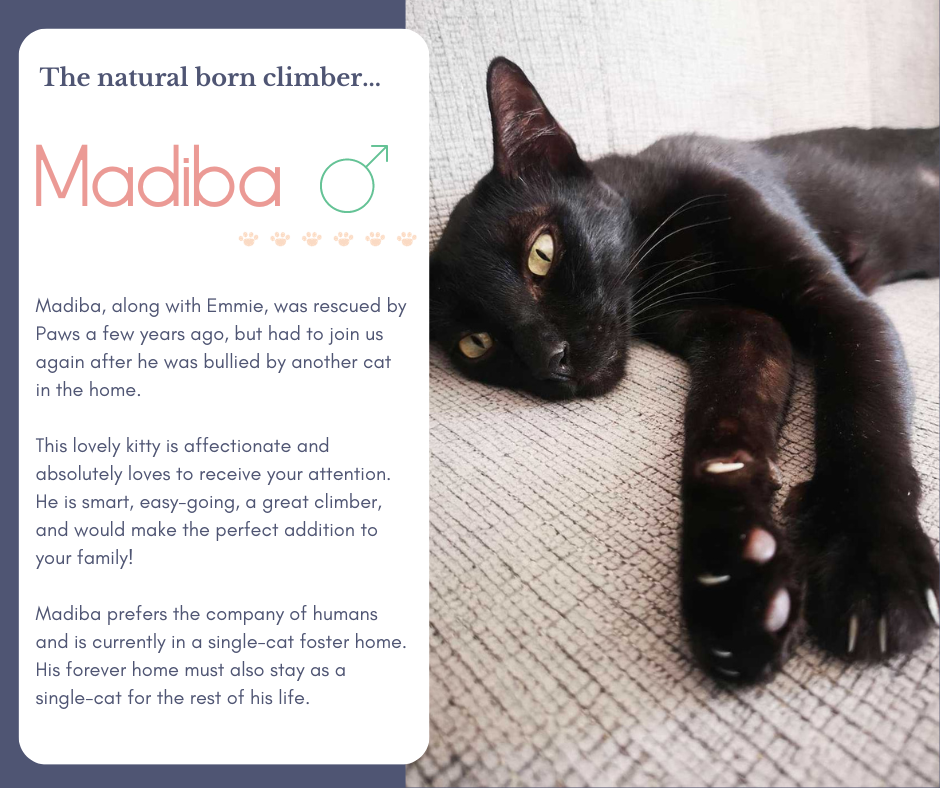 The natural born climber...
Madiba
Madiba, along with Emmie, was rescued by
Paws a few years ago, but had to join us
again after he was bullied by another cat
in the home.
This lovely kitty is affectionate and
absolutely loves to receive your attention.
He is smart, easy-going, a great climber,
and would make the perfect addition to
your family!
Madiba prefers the company of humans
and is currently in a single-cat foster home.
His forever home must also stay as a
single-cat for the rest of his life.